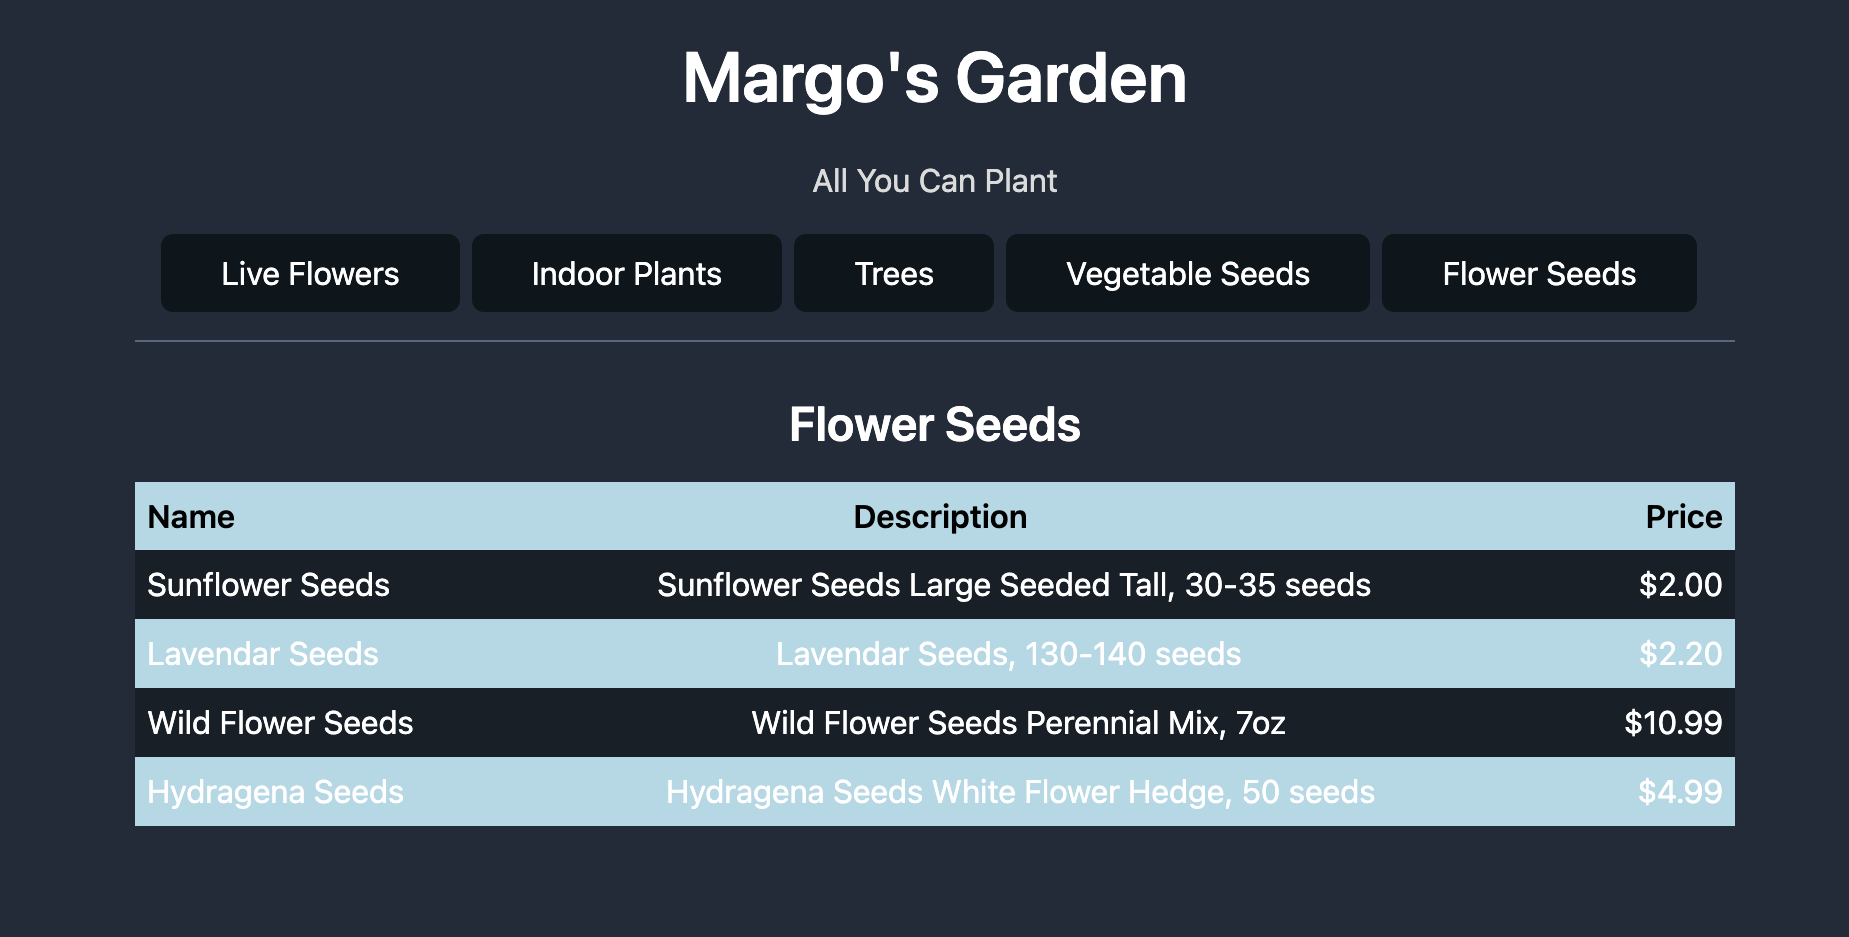 Margo's Garden
All You Can Plant
Live Flowers Indoor Plants Trees Vegetable Seeds Flower Seeds
Flower Seeds
Name Description Price
Sunflower Seeds Sunflower Seeds Large Seeded Tall, 30-35 seeds $2.00
Lavendar Seeds Lavendar Seeds, 130-140 seeds $2.20
Wild Flower Seeds Wild Flower Seeds Perennial Mix, 7oz $10.99
Hydragena Seeds Hydragena Seeds White Flower Hedge, 50 seeds $4.99